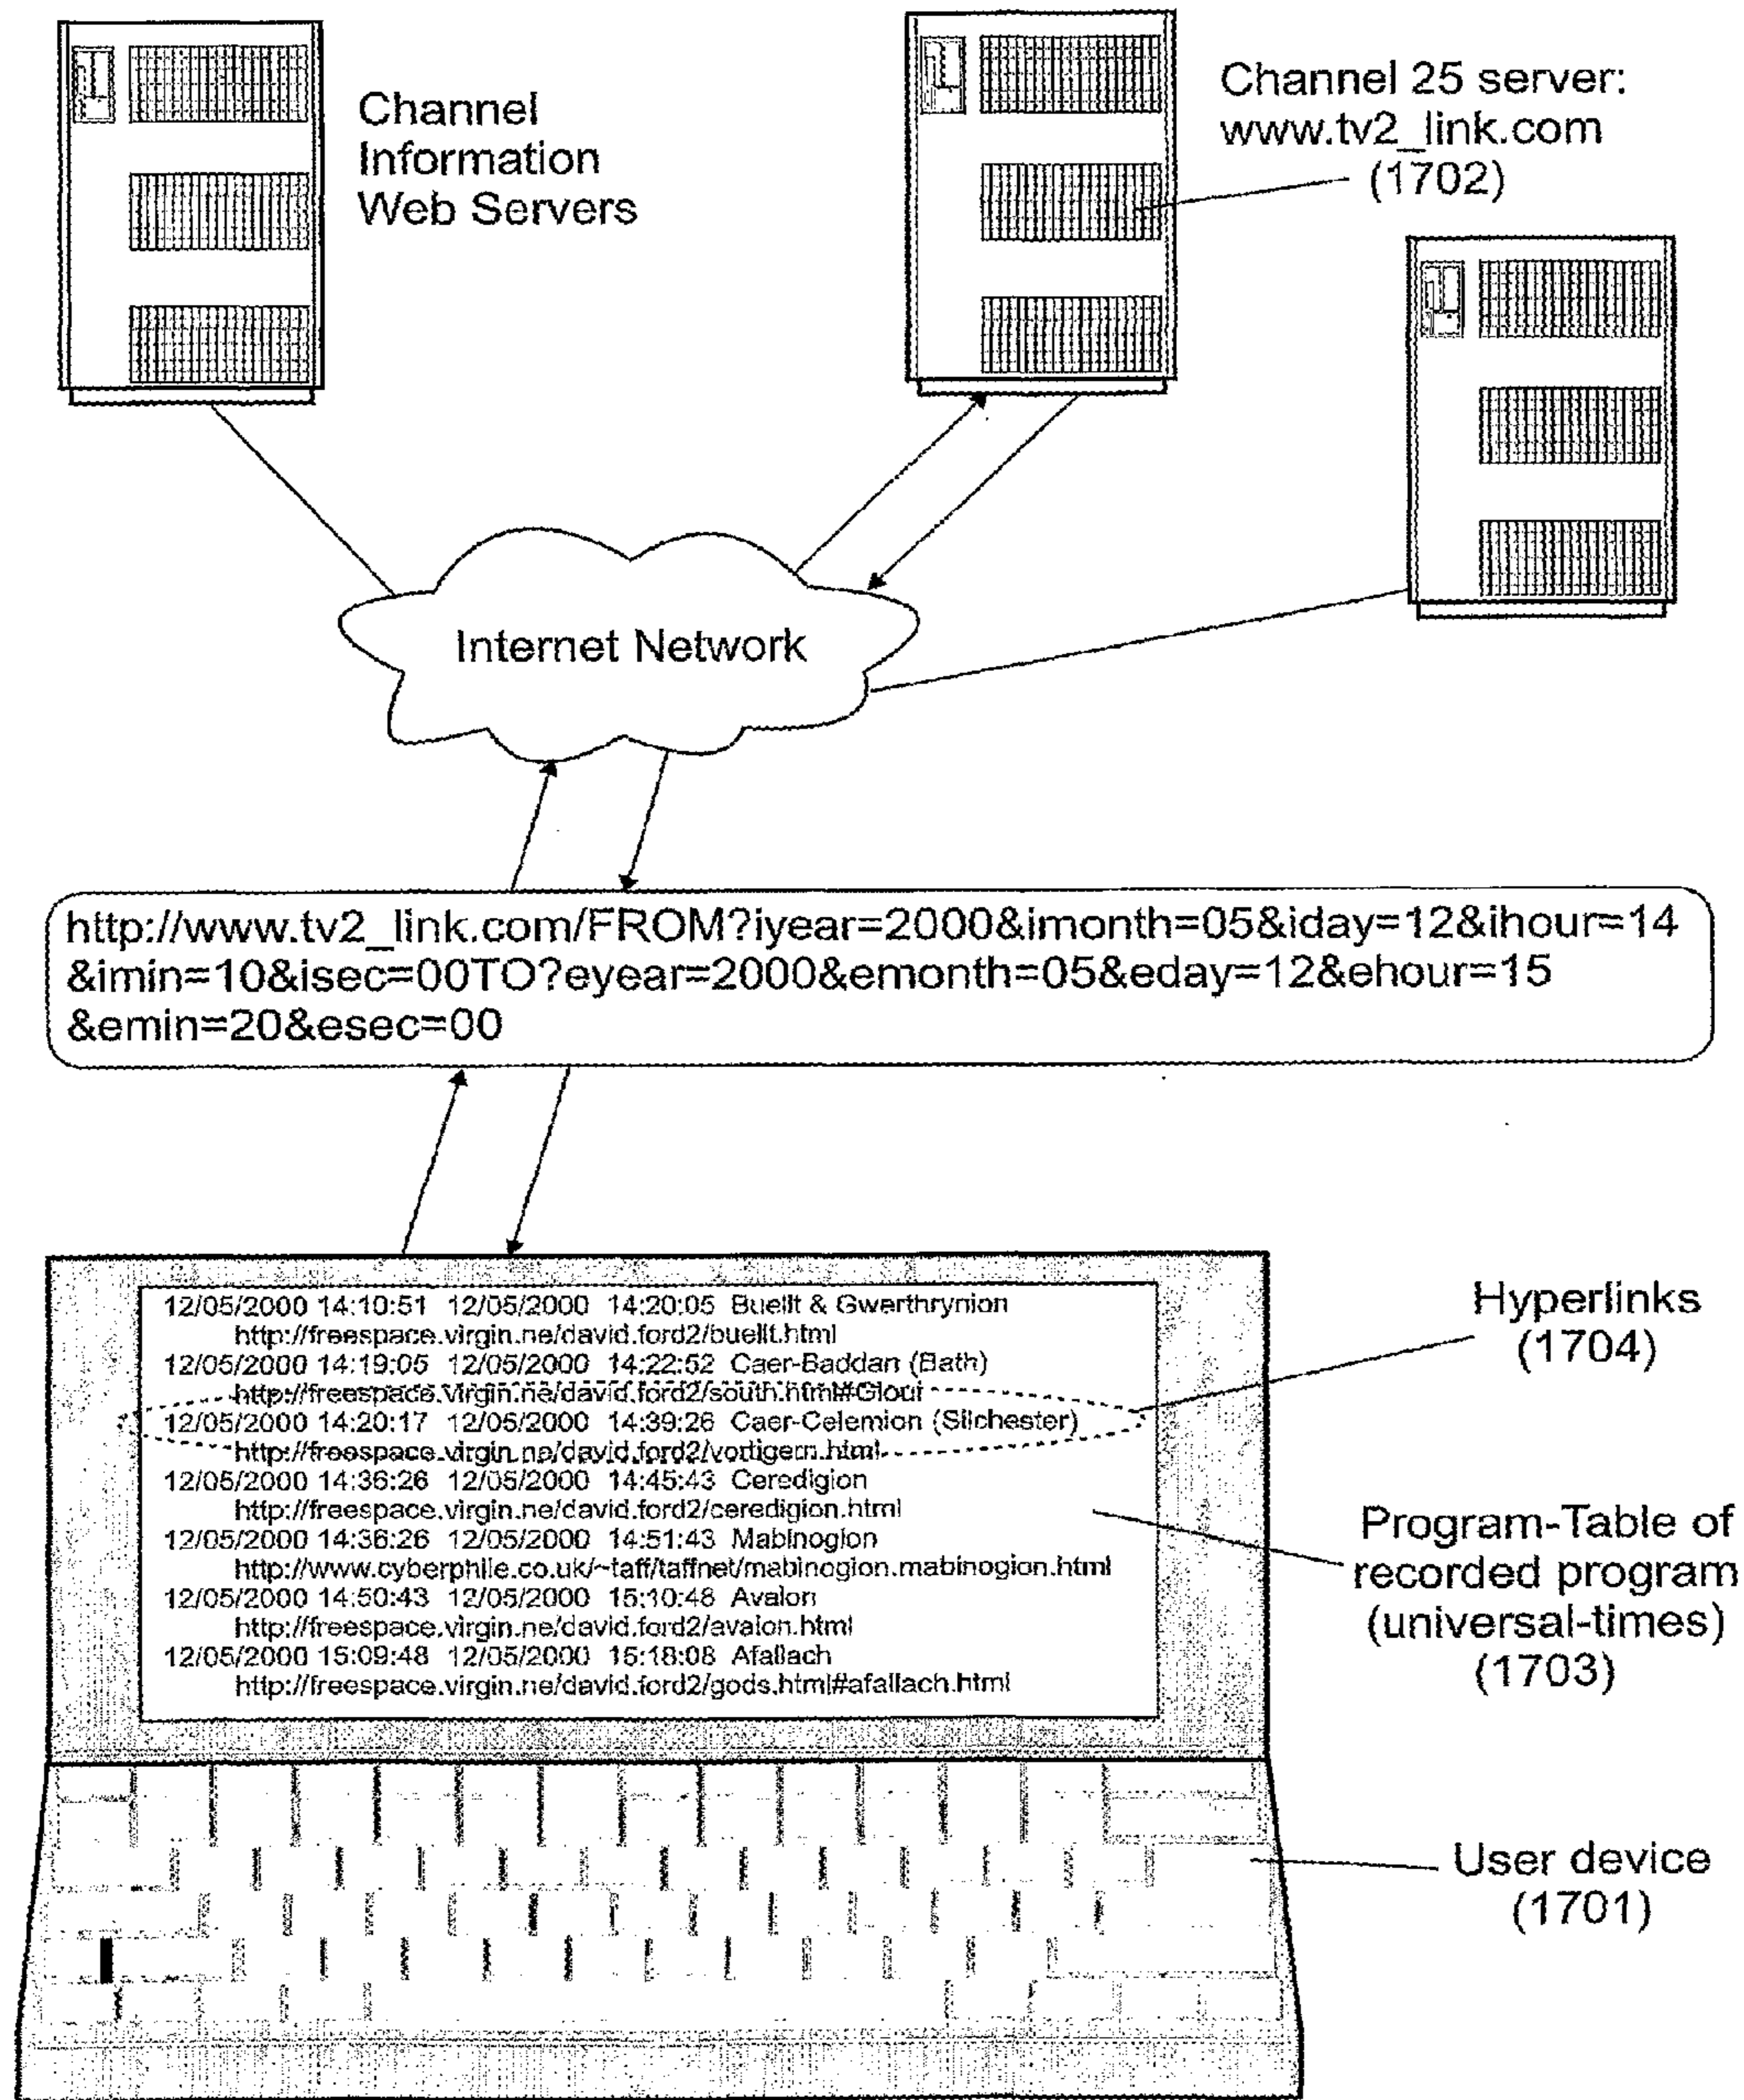 Channel
Information
Web Servers
Channel 25 server:
www.tv2_link.com
(1702)
Internet Network
http://www.tv2_link.com/FROM?iyear=2000&imonth=05&iday=12&ihour=14
&imin=10&isec=00TO?eyear=2000&emonth=05&eday=12&ehour=15
&emin=20&esec=00
12/05/2000 14:10:51 12/05/2000 14:20:05 Buellt & Gwerthrynion
http://freespace.virgin.ne/david.ford2/buellt.html
12/05/2000 14:19:05 12/05/2000 14:22:52 Caer-Baddan (Bath)
http://freespace.virgin.ne/david.ford2/south.html#Gloui
12/05/2000 14:20:17 12/05/2000 14:39:26 Caer-Celemion (Silchester)
http://freespace.virgin.ne/david.ford2/vortigern.html
12/05/2000 14:36:26 12/05/2000 14:45:43 Ceredigion
http://freespace.virgin.ne/david.ford2/ceredigion.html
12/05/2000 14:36:26 12/05/2000 14:51:43 Mabinogion
http://www.cyberphile.co.uk/~taff/taffnet/mabinogion.mabinogion.html
12/05/2000 14:50:43 12/05/2000 15:10:48 Avalon
http://freespace.virgin.ne/david.ford2/avalon.html
12/05/2000 15:09:48 12/05/2000 15:18:08 Afallach
http://freespace.virgin.ne/david.ford2/gods.html#afallach.html
Hyperlinks
(1704)
Program-Table of
recorded program
(universal-times)
(1703)
User device
(1701)